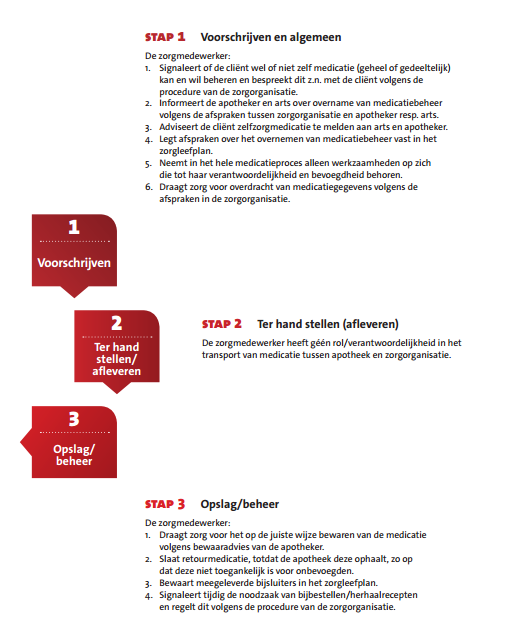 STAP 1 Voorschrijven en algemeen
De zorgmedewerker:
1. Signaleert of de cliënt wel of niet zelf medicatie (geheel of gedeeltelijk)
kan en wil beheren en bespreekt dit z.n. met de cliënt volgens de
procedure van de zorgorganisatie.
2. Informeert de apotheker en arts over overname van medicatiebeheer
volgens de afspraken tussen zorgorganisatie en apotheker resp. arts.
3. Adviseert de cliënt zelfzorgmedicatie te melden aan arts en apotheker.
4. Legt afspraken over het overnemen van medicatiebeheer vast in het
zorgleefplan.
5. Neemt in het hele medicatieproces alleen werkzaamheden op zich
die tot haar verantwoordelijkheid en bevoegdheid behoren.
6. Draagt zorg voor overdracht van medicatiegegevens volgens de
afspraken in de zorgorganisatie.
1
Voorschrijven
2
Ter hand
stellen/
afleveren
STAP 2 Ter hand stellen (afleveren)
De zorgmedewerker heeft géén rol/verantwoordelijkheid in het
transport van medicatie tussen apotheek en zorgorganisatie.
3
Opslag/
beheer
STAP 3 Opslag/beheer
De zorgmedewerker:
1. Draagt zorg voor het op de juiste wijze bewaren van de medicatie
volgens bewaaradvies van de apotheker.
2. Slaat retourmedicatie, totdat de apotheek deze ophaalt, zo op
dat deze niet toegankelijk is voor onbevoegden.
3. Bewaart meegeleverde bijsluiters in het zorgleefplan.
4. Signaleert tijdig de noodzaak van bijbestellen/herhaalrecepten
en regelt dit volgens de procedure van de zorgorganisatie.